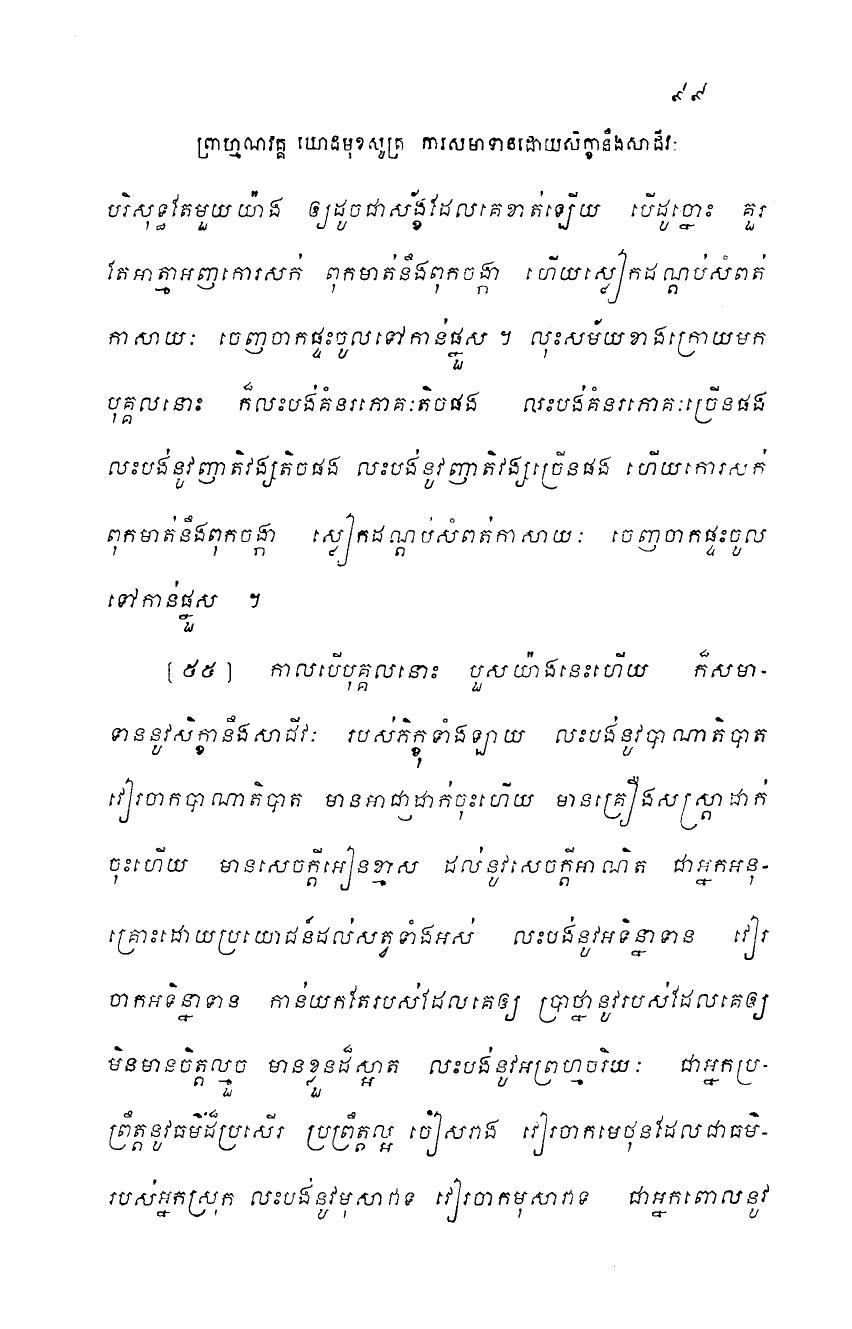 ៩៩
ព្រាហ្មណវគ្គ ឃោដមុខសូត្រ ការសមាទានដោយសិក្ខានឹងសាជីវៈ
បរិសុទ្ធតែមួយយ៉ាង ឲ្យដូចជាស័ង្ខដែលគេខាត់ឡើយ បើដូច្នោះ គួរ
តែអាត្មាអញកោរសក់ ពុកមាត់នឹងពុកចង្កា ហើយស្លៀកដណ្តប់សំពត់
កាសាយៈ ចេញចាកផ្ទះចូលទៅកាន់ផ្នួស ។ លុះសម័យខាងក្រោយមក
បុគ្គលនោះ ក៏លះបង់គំនរភោគៈតិចផង លះបង់គំនរភោគៈច្រើនផង
លះបង់នូវញាតិវង្សតិចផង លះបង់នូវញាតិវង្សច្រើនផង ហើយកោរសក់
ពុកមាត់នឹងពុកចង្កា ស្លៀកដណ្តប់សំពត់កាសាយៈ ចេញចាកផ្ទះចូល
ទៅកាន់ផ្នួស ។
[៥៥] កាលបើបុគ្គលនោះ បួសយ៉ាងនេះហើយ ក៏សមា-
ទាននូវសិក្ខានឹងសាជីវៈ របស់ភិក្ខុទាំងឡាយ លះបង់នូវបាណាតិបាត
វៀរចាកបាណាតិបាត មានអាជ្ញាដាក់ចុះហើយ មានគ្រឿងសស្ត្រាដាក់
ចុះហើយ មានសេចក្តីអៀនខ្មាស ដល់នូវសេចក្តីអាណិត ជាអ្នកអនុ-
គ្រោះដោយប្រយោជន៍ដល់សត្វទាំងអស់ លះបង់នូវអទិន្នាទាន វៀរ
ចាកអទិន្នាទាន កាន់យកតែរបស់ដែលគេឲ្យ ប្រាថ្នានូវរបស់ដែលគេឲ្យ
មិនមានចិត្តល្មួច មានខ្លួនដ៏ស្អាត លះបង់នូវអព្រហ្មចរិយៈ ជាអ្នកប្រ-
ព្រឹត្តនូវធម៌ដ៏ប្រសើរ ប្រព្រឹត្តល្អ ចៀសវាង វៀរចាកមេថុនដែលជាធម៌-
របស់អ្នកស្រុក លះបង់នូវមុសាវាទ វៀរចាកមុសាវាទ ជាអ្នកពោលនូវ